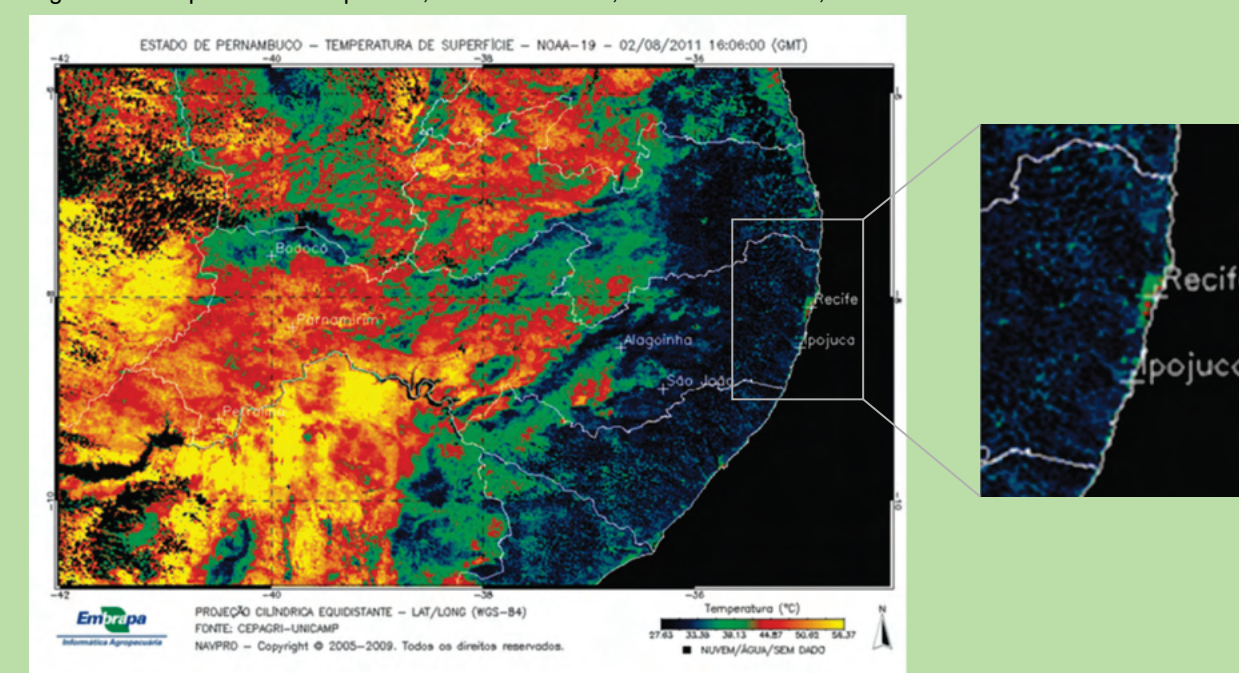 ESTADO DE PERNAMBUCO – TEMPERATURA DE SUPERFÍCIE – NOAA-19 – 02/08/2011 16:06:00 (GMT)
-42 -40 -38 -36
Bodocó
Parnamirim
Recife
Alagoinha
Ipojuca
São João
Petrolina
Recife
Ipojuca
-42 -40 -38 -36
Embrapa
Informática Agropecuária
PROJEÇÃO CILÍNDRICA EQUIDISTANTE – LAT/LONG (WGS-84)
FONTE: CEPAGRI-UNICAMP
NAVPRO – Copyright © 2005-2009. Todos os direitos reservados.
Temperatura (°C)
27.63 33.38 39.13 44.87 50.62 56.37
NUVEM/ÁGUA/SEM DADO
N